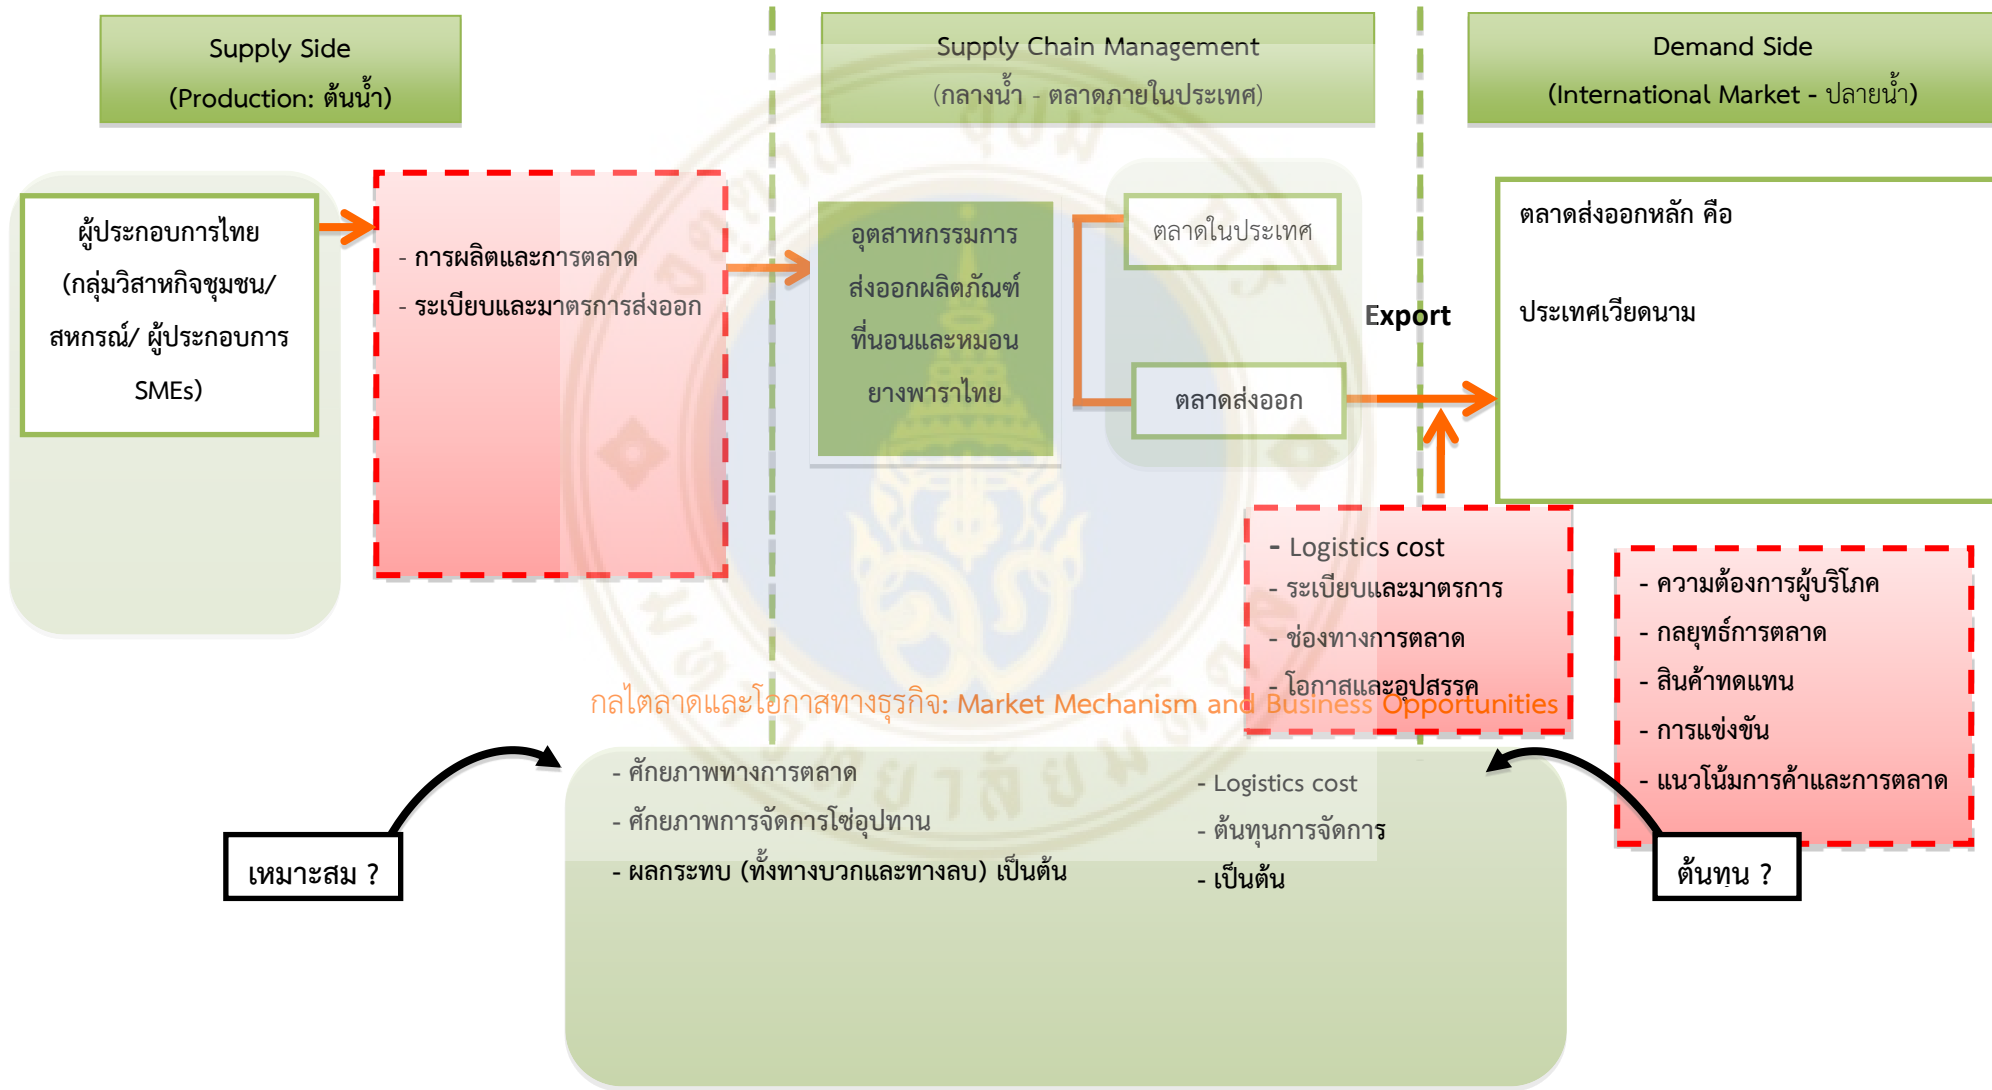 Supply Side
(Production: ต้นน้ำ)
Supply Chain Management
(กลางน้ำ - ตลาดภายในประเทศ)
Demand Side
(International Market - ปลายน้ำ)
ผู้ประกอบการไทย
(กลุ่มวิสาหกิจชุมชน/
สหกรณ์/ ผู้ประกอบการ
SMEs)
- การผลิตและการตลาด
- ระเบียบและมาตรการส่งออก
อุตสาหกรรมการ
ส่งออกผลิตภัณฑ์
ที่นอนและหมอน
ยางพาราไทย
ตลาดในประเทศ
ตลาดส่งออก
Export
ตลาดส่งออกหลัก คือ
ประเทศเวียดนาม
- Logistics cost
- ระเบียบและมาตรการ
- ช่องทางการตลาด
- โอกาสและอุปสรรค
- ความต้องการผู้บริโภค
- กลยุทธ์การตลาด
- สินค้าทดแทน
- การแข่งขัน
- แนวโน้มการค้าและการตลาด
กลไตลาดและโอกาสทางธุรกิจ: Market Mechanism and Business Opportunities
- ศักยภาพทางการตลาด
- ศักยภาพการจัดการโซ่อุปทาน
- ผลกระทบ (ทั้งทางบวกและทางลบ) เป็นต้น
- Logistics cost
- ต้นทุนการจัดการ
- เป็นต้น
เหมาะสม ?
ต้นทุน ?
มหาวิทยาลัยมหิดล